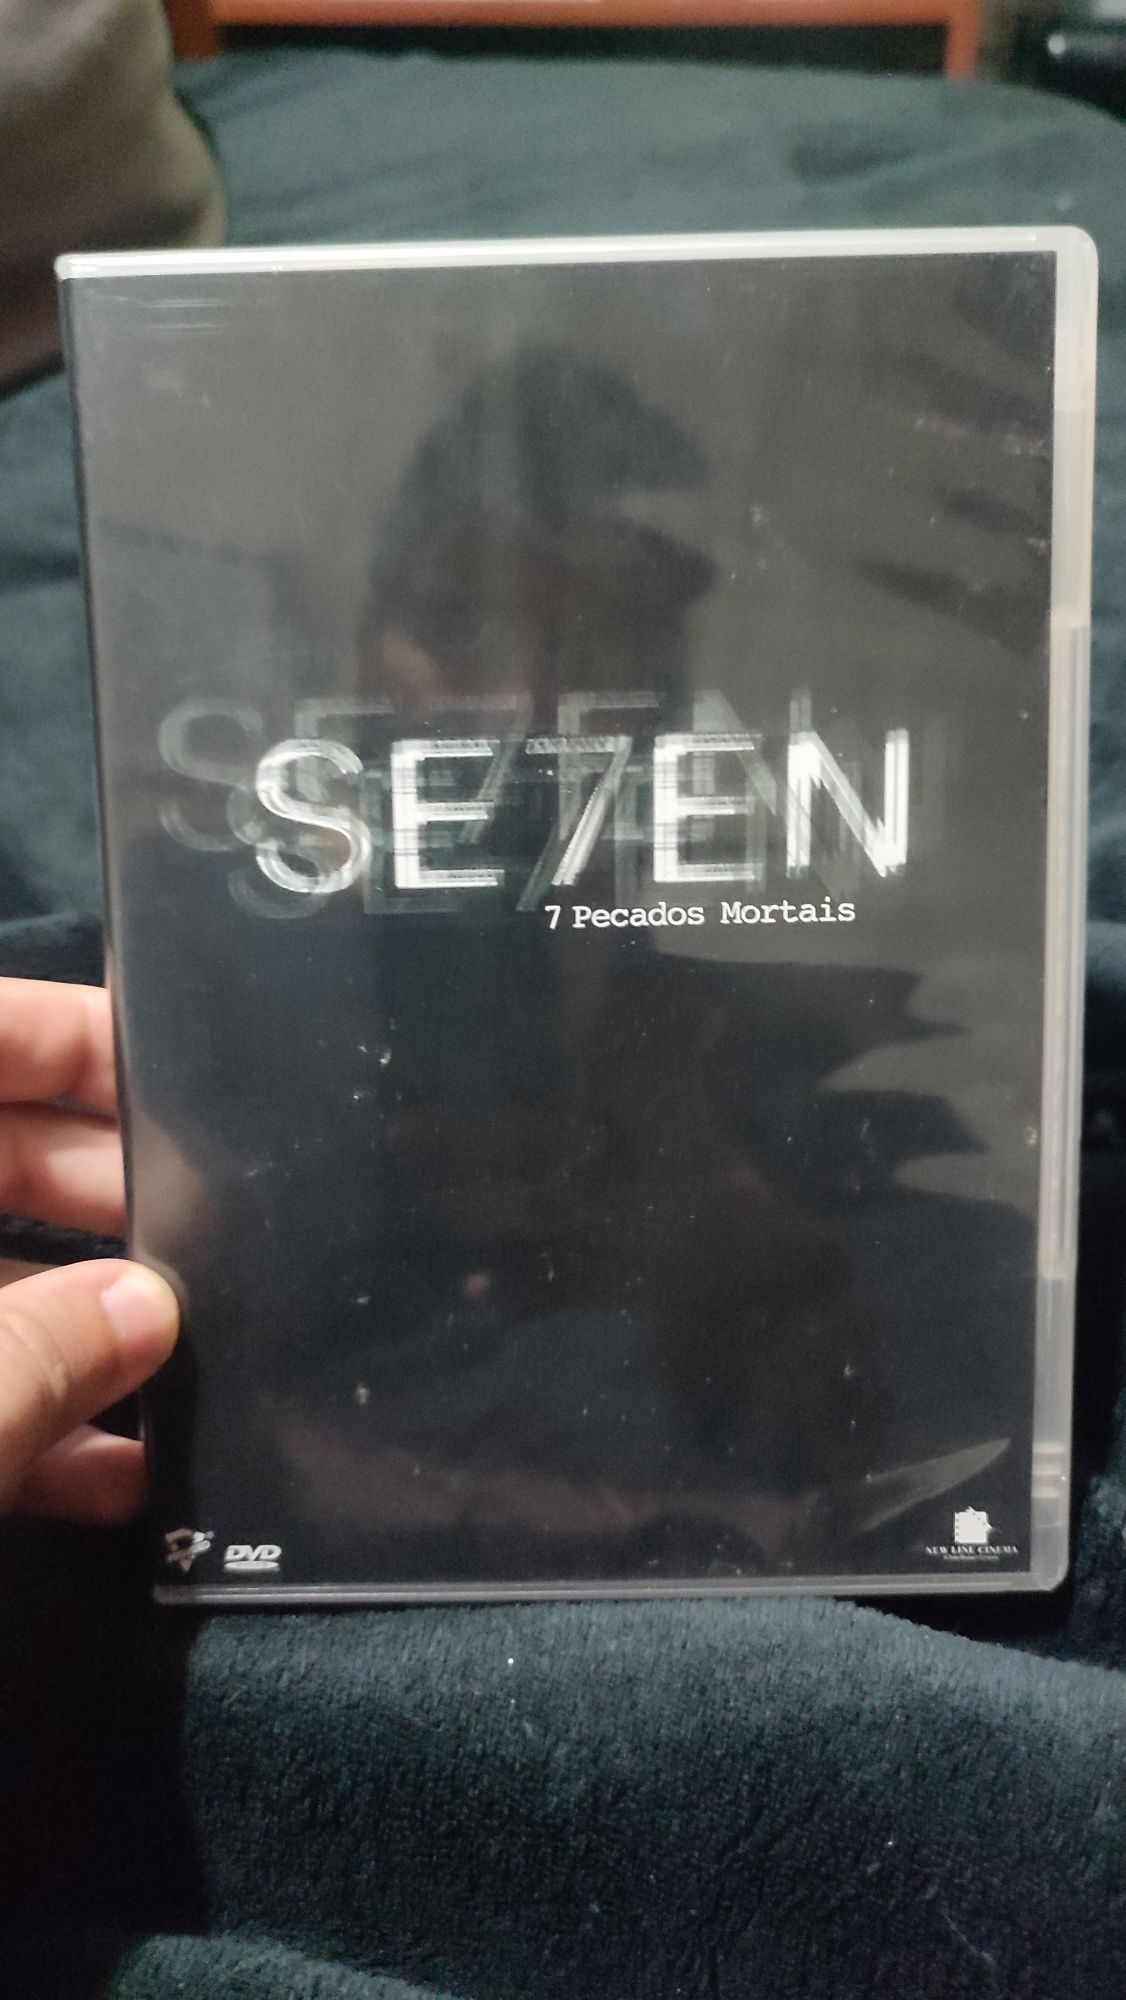 SE7EN
7 Pecados Mortais
DVD
NEW LINE CINEMA